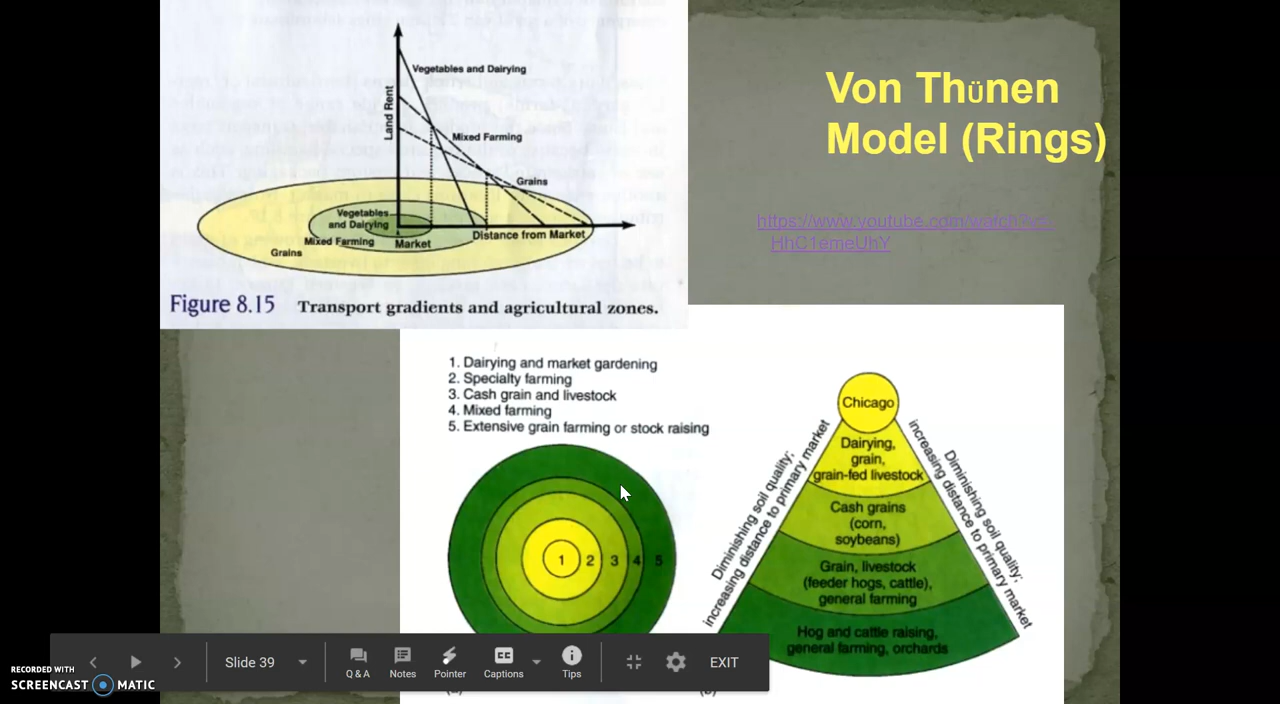 Von Thünen
Model (Rings)
Vegetables and Dairying
Land Rent
Mixed Farming
Grains
Vegetables
and Dairying
Mixed Farming
Market
Distance from Market
Grains
Figure 8.15 Transport gradients and agricultural zones.
1. Dairying and market gardening
2. Specialty farming
3. Cash grain and livestock
4. Mixed farming
5. Extensive grain farming or stock raising
1 2 3 4 5
Chicago
Dairying,
grain,
grain-fed livestock
Cash grains
(corn,
soybeans)
Grain, livestock
(feeder hogs, cattle),
general farming
Hog and cattle raising,
general farming, orchards
Diminishing soil quality;
increasing distance to primary market
Diminishing soil quality;
increasing distance to primary market
Slide 39
Q & A
Notes
Pointer
Captions
Tips
EXIT
RECORDED WITH
SCREENCAST MATIC